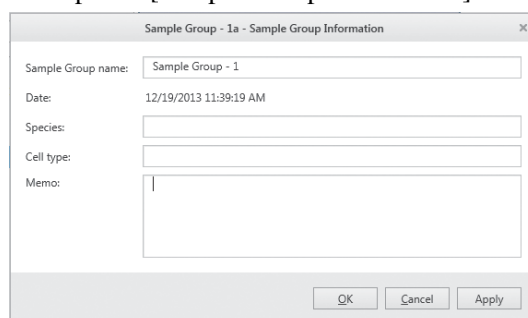 Sample Group - 1a - Sample Group Information
Sample Group name: Sample Group - 1
Date: 12/19/2013 11:39:19 AM
Species:
Cell type:
Memo:
OK Cancel Apply